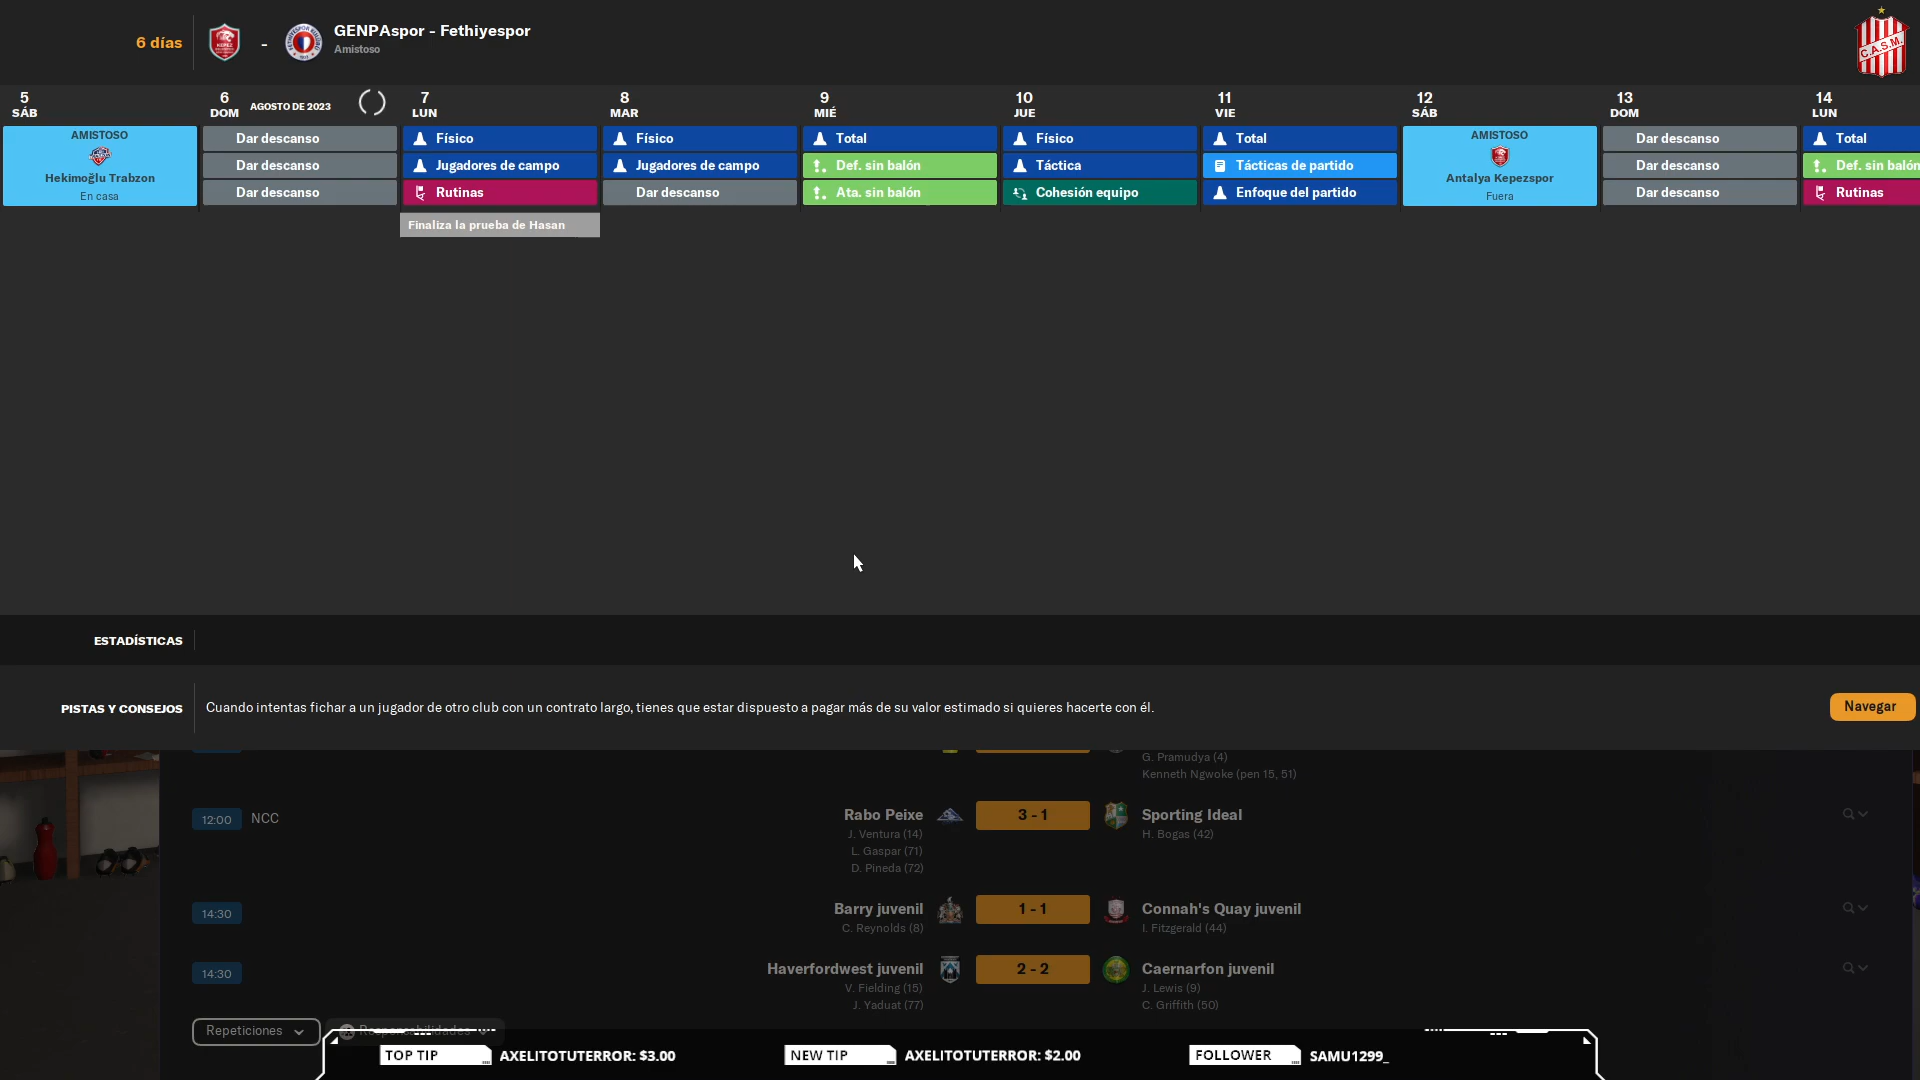 6 días
-
GENPAspor - Fethiyespor
Amistoso
C.A.S.M.
5
SÁB
6
DOM
AGOSTO DE 2023
7
LUN
8
MAR
9
MIÉ
10
JUE
11
VIE
12
SÁB
13
DOM
14
LUN
AMISTOSO
Hekimoğlu Trabzon
En casa
Dar descanso
Dar descanso
Dar descanso
Físico
Jugadores de campo
Rutinas
Finaliza la prueba de Hasan
Físico
Jugadores de campo
Dar descanso
Total
Def. sin balón
Ata. sin balón
Físico
Táctica
Cohesión equipo
Total
Tácticas de partido
Enfoque del partido
AMISTOSO
Antalya Kepezspor
Fuera
Dar descanso
Dar descanso
Dar descanso
Total
Def. sin balón
Rutinas
ESTADÍSTICAS
PISTAS Y CONSEJOS
Cuando intentas fichar a un jugador de otro club con un contrato largo, tienes que estar dispuesto a pagar más de su valor estimado si quieres hacerte con él.
Navegar
G. Pramudya (4)
Kenneth Ngwoke (pen 15, 51)
12:00 NCC
Rabo Peixe 3 - 1 Sporting Ideal
J. Ventura (14)
H. Bogas (42)
L. Gaspar (71)
D. Pineda (72)
14:30
Barry juvenil 1 - 1 Connah's Quay juvenil
C. Reynolds (8)
I. Fitzgerald (44)
14:30
Haverfordwest juvenil 2 - 2 Caernarfon juvenil
V. Fielding (15)
J. Lewis (9)
J. Yaduat (77)
C. Griffith (50)
Repeticiones
Responsabilidades
TOP TIP
AXELITOTUTERROR: $3.00
NEW TIP
AXELITOTUTERROR: $2.00
FOLLOWER
SAMU1299_